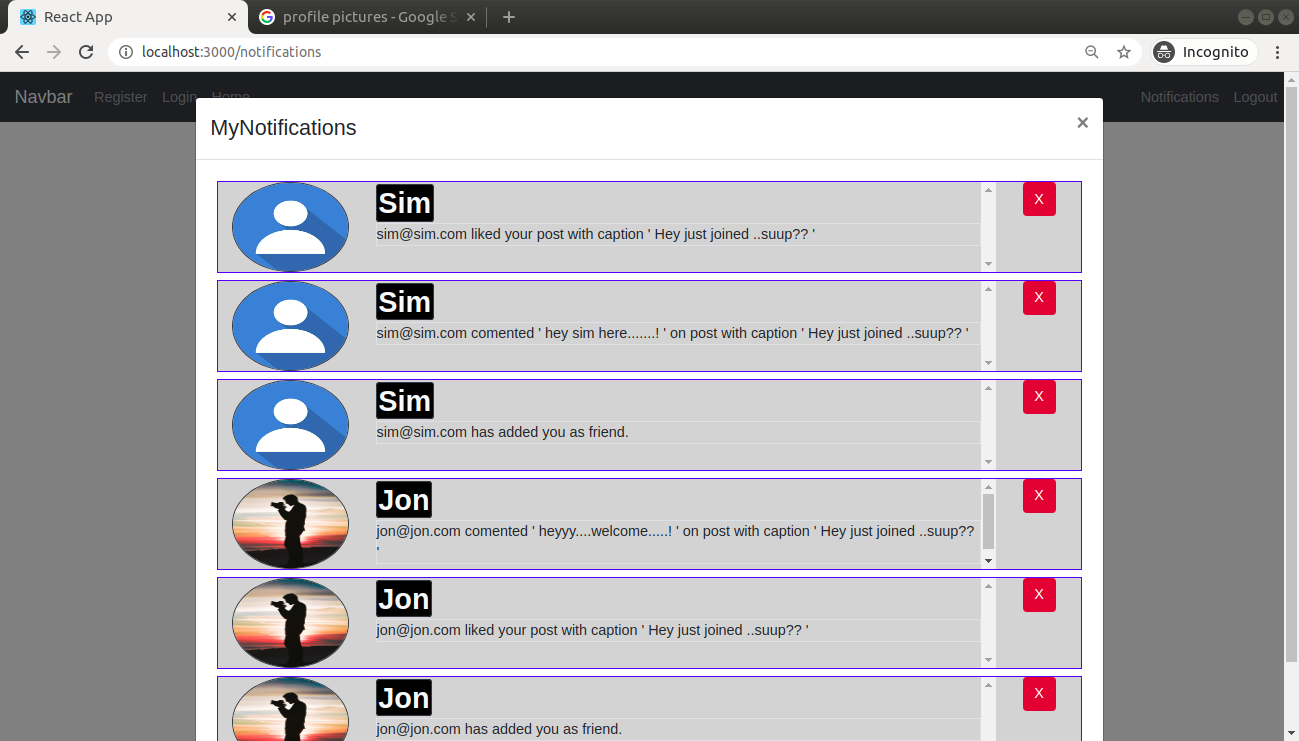 React App
profile pictures - Google S
localhost:3000/notifications
Incognito
Navbar Register Login Home Notifications Logout
MyNotifications ×
Sim X
sim@sim.com liked your post with caption ' Hey just joined ..suup?? '
Sim X
sim@sim.com comented ' hey sim here.......! ' on post with caption ' Hey just joined ..suup?? '
Sim X
sim@sim.com has added you as friend.
Jon X
jon@jon.com comented ' heyyy....welcome.....! ' on post with caption ' Hey just joined ..suup??
'
Jon X
jon@jon.com liked your post with caption ' Hey just joined ..suup?? '
Jon X
jon@jon.com has added you as friend.